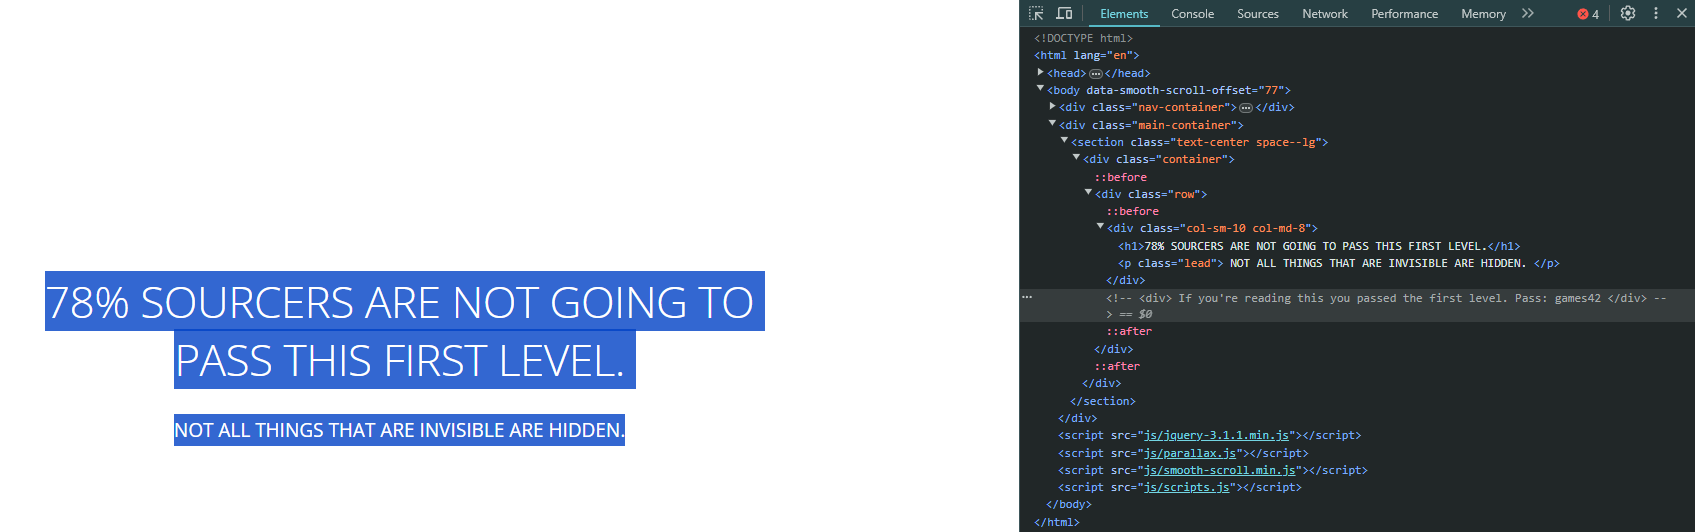 78% SOURCERS ARE NOT GOING TO
PASS THIS FIRST LEVEL.
NOT ALL THINGS THAT ARE INVISIBLE ARE HIDDEN.
Elements Console Sources Network Performance Memory 4
<!DOCTYPE html>
<html lang="en">
<head> ••• </head>
<body data-smooth-scroll-offset="77">
<div class="nav-container"> ••• </div>
<div class="main-container">
<section class="text-center space--lg">
<div class="container">
::before
<div class="row">
::before
<div class="col-sm-10 col-md-8">
<h1>78% SOURCERS ARE NOT GOING TO PASS THIS FIRST LEVEL.</h1>
<p class="lead"> NOT ALL THINGS THAT ARE INVISIBLE ARE HIDDEN. </p>
</div>
<!-- <div> If you're reading this you passed the first level. Pass: games42 </div> --
> == $0
::after
</div>
::after
</div>
</section>
</div>
<script src="js/jquery-3.1.1.min.js"></script>
<script src="js/parallax.js"></script>
<script src="js/smooth-scroll.min.js"></script>
<script src="js/scripts.js"></script>
</body>
</html>